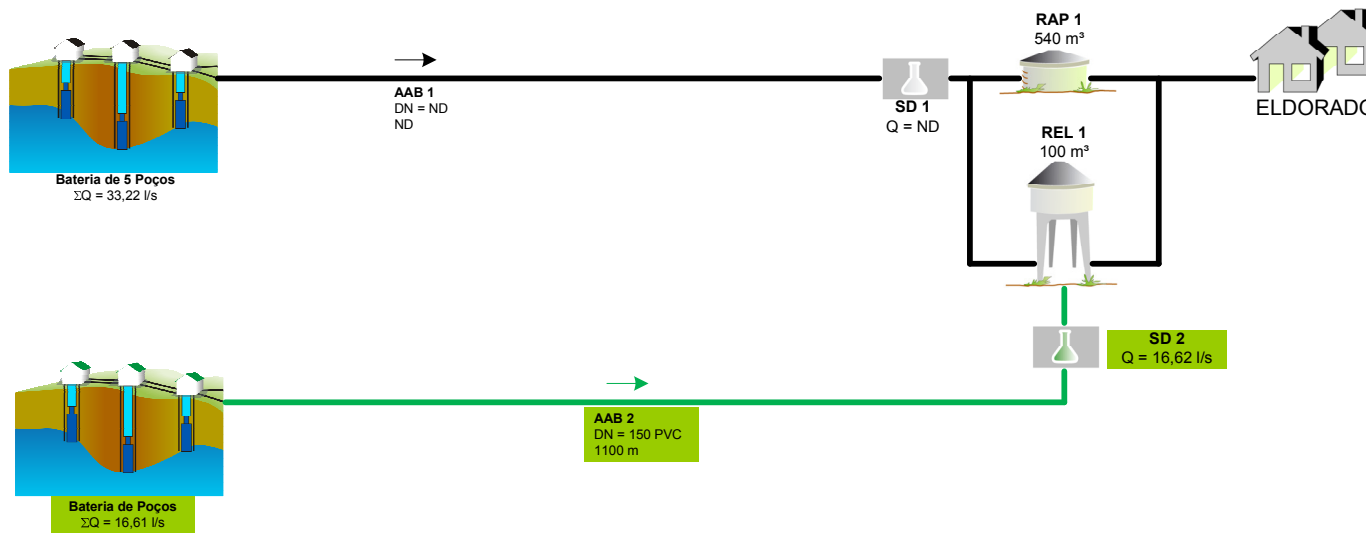 RAP 1
540 m³
AAB 1
DN = ND
ND
SD 1
Q = ND
ELDORADO
REL 1
100 m³
Bateria de 5 Poços
ΣQ = 33,22 l/s
SD 2
Q = 16,62 l/s
AAB 2
DN = 150 PVC
1100 m
Bateria de Poços
ΣQ = 16,61 l/s